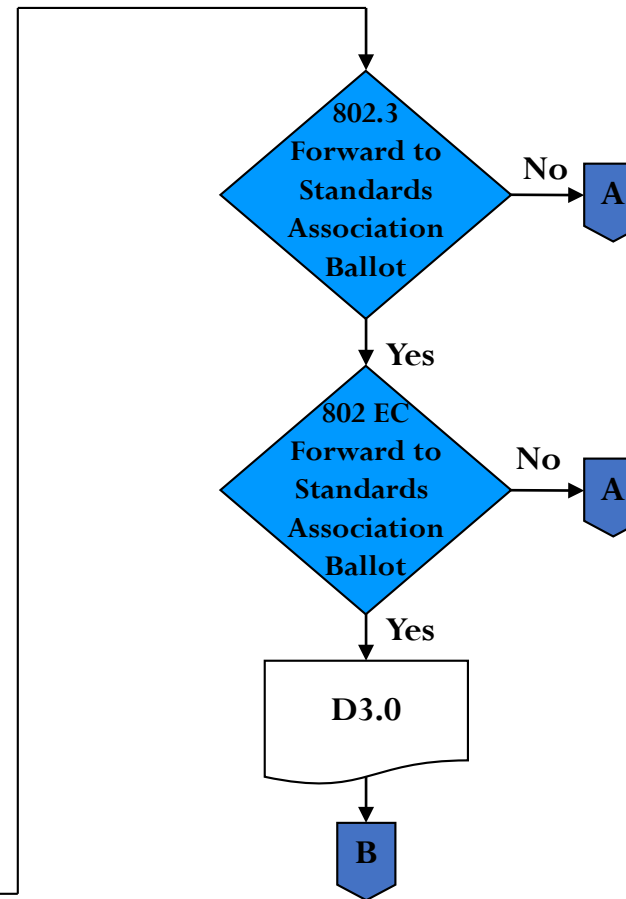 802.3
Forward to
Standards
Association
Ballot
No
A
Yes
802 EC
Forward to
Standards
Association
Ballot
No
A
Yes
D3.0
B